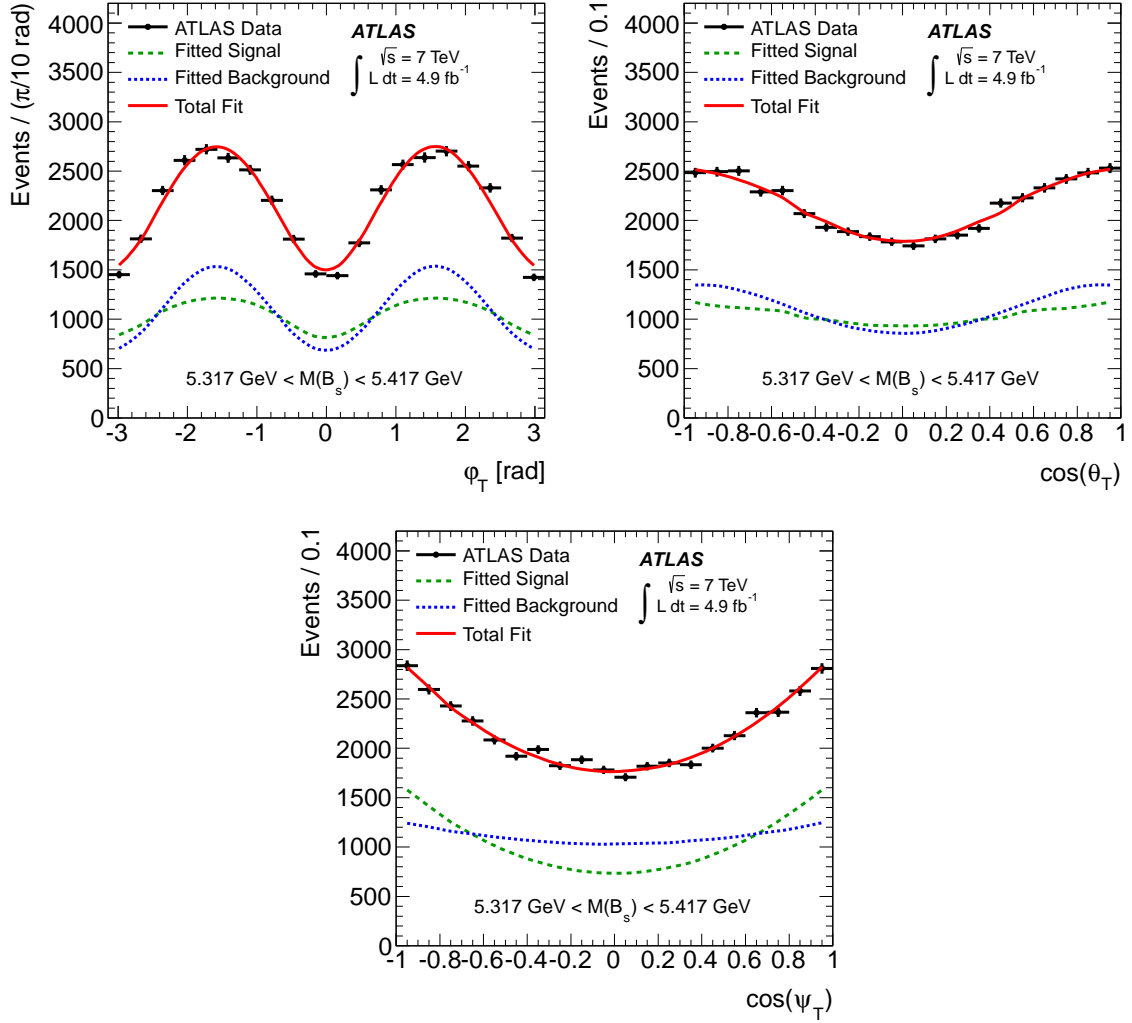 Events / (π/10 rad)
4000
3500
3000
2500
2000
1500
1000
500
0
ATLAS Data
Fitted Signal
Fitted Background
Total Fit
ATLAS
√s = 7 TeV
∫ L dt = 4.9 fb⁻¹
5.317 GeV < M(B_s) < 5.417 GeV
-3 -2 -1 0 1 2 3
φ_T [rad]
Events / 0.1
4000
3500
3000
2500
2000
1500
1000
500
0
ATLAS Data
Fitted Signal
Fitted Background
Total Fit
ATLAS
√s = 7 TeV
∫ L dt = 4.9 fb⁻¹
5.317 GeV < M(B_s) < 5.417 GeV
-1 -0.8 -0.6 -0.4 -0.2 0 0.2 0.4 0.6 0.8 1
cos(θ_T)
Events / 0.1
4000
3500
3000
2500
2000
1500
1000
500
0
ATLAS Data
Fitted Signal
Fitted Background
Total Fit
ATLAS
√s = 7 TeV
∫ L dt = 4.9 fb⁻¹
5.317 GeV < M(B_s) < 5.417 GeV
-1 -0.8 -0.6 -0.4 -0.2 0 0.2 0.4 0.6 0.8 1
cos(ψ_T)